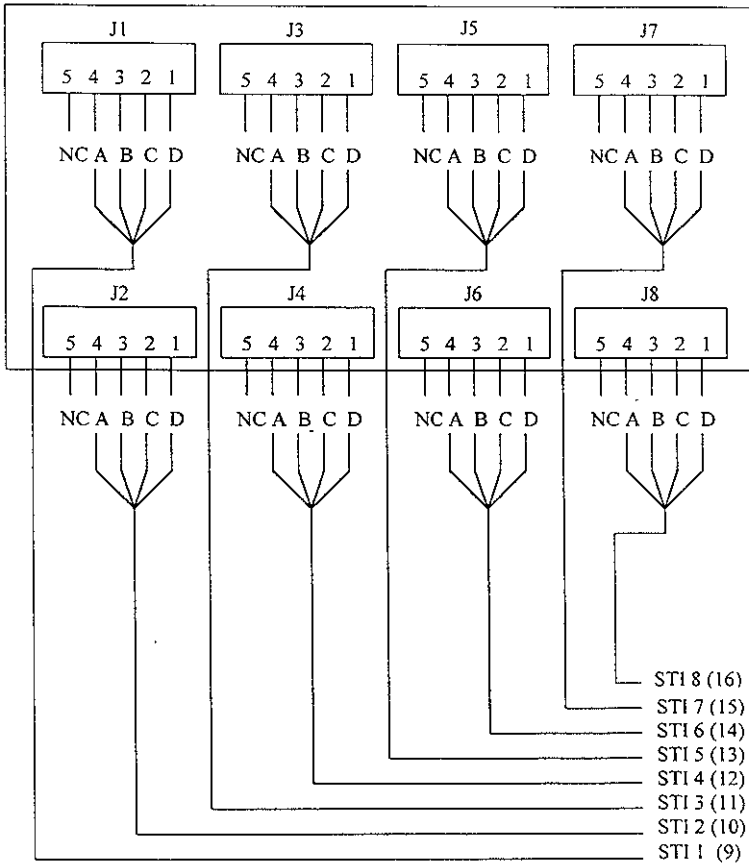 J1 J3 J5 J7
5 4 3 2 1 5 4 3 2 1 5 4 3 2 1 5 4 3 2 1
NC A B C D NC A B C D NC A B C D NC A B C D
J2 J4 J6 J8
5 4 3 2 1 5 4 3 2 1 5 4 3 2 1 5 4 3 2 1
NC A B C D NC A B C D NC A B C D NC A B C D
STI 8 (16)
STI 7 (15)
STI 6 (14)
STI 5 (13)
STI 4 (12)
STI 3 (11)
STI 2 (10)
STI 1 (9)